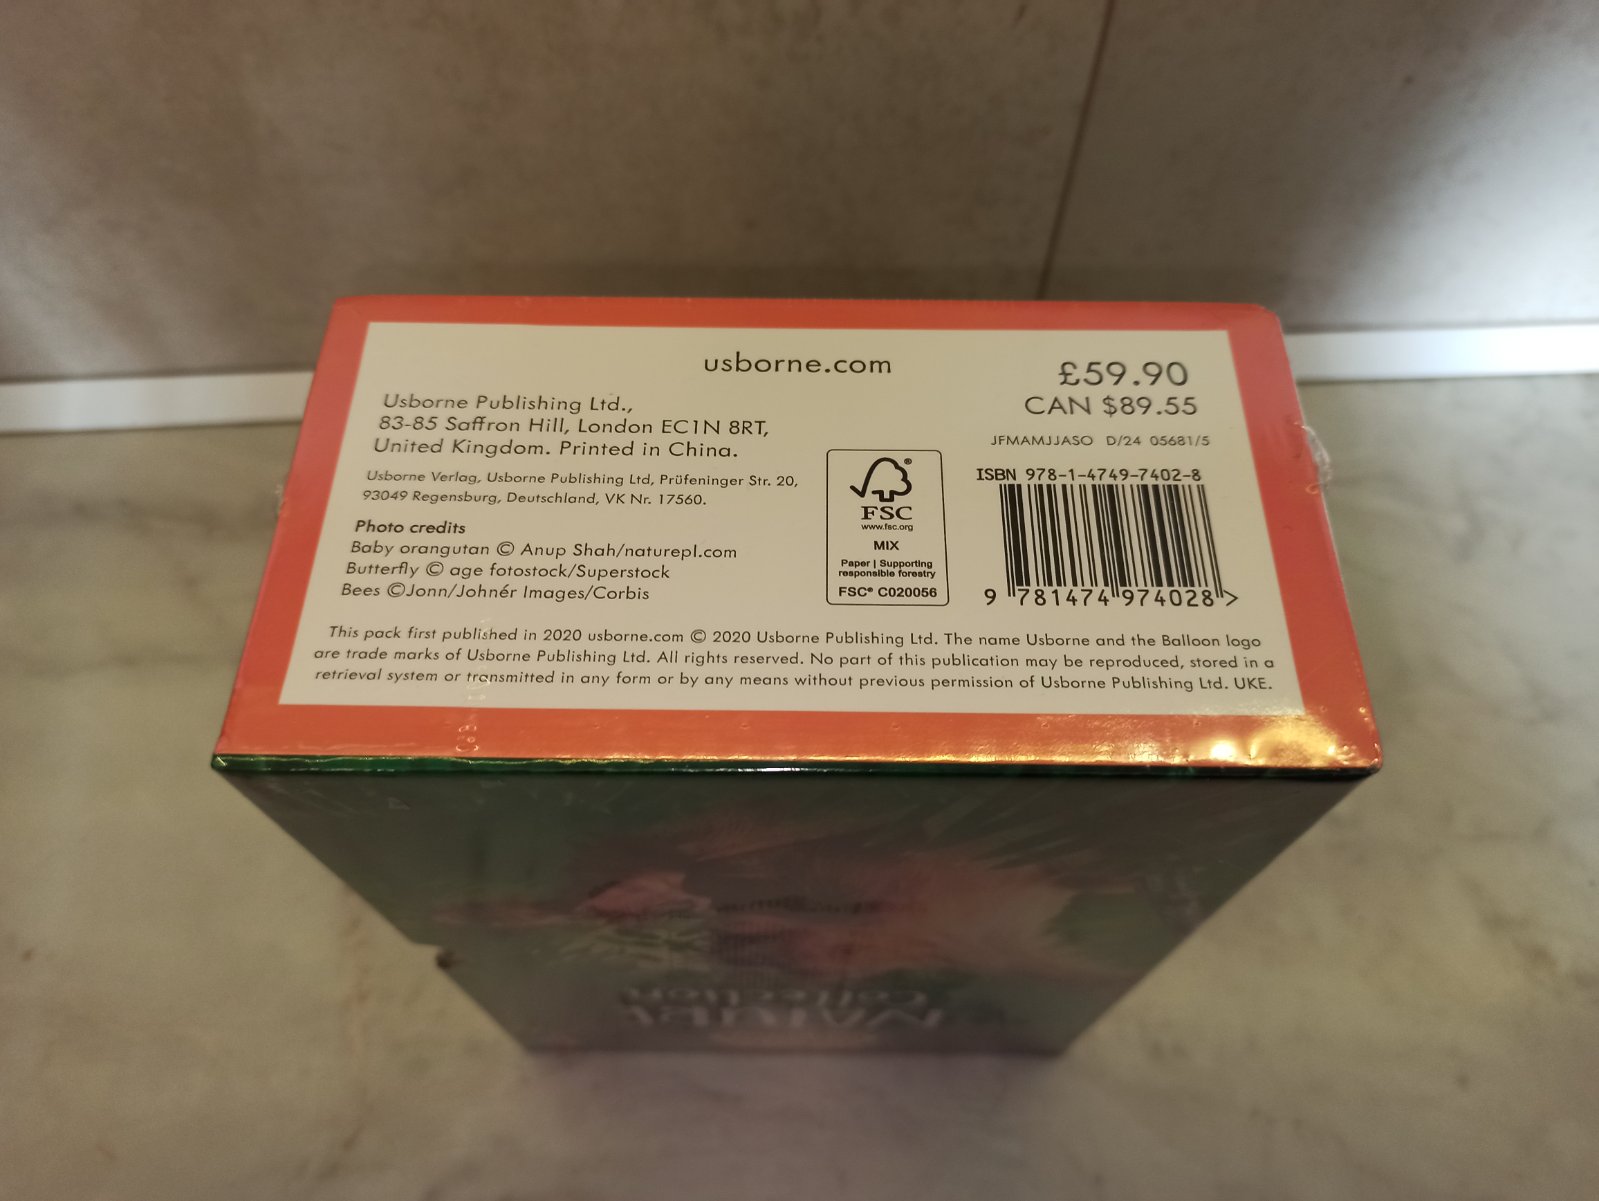 usborne.com
£59.90
CAN $89.55
Usborne Publishing Ltd.,
83-85 Saffron Hill, London EC1N 8RT,
United Kingdom. Printed in China.
JFMAMJJASO D/24 05681/5
Usborne Verlag, Usborne Publishing Ltd, Prüfeninger Str. 20,
93049 Regensburg, Deutschland, VK Nr. 17560.
Photo credits
Baby orangutan © Anup Shah/naturepl.com
Butterfly © age fotostock/Superstock
Bees ©Jonn/Johnér Images/Corbis
FSC®
www.fsc.org
MIX
Paper | Supporting
responsible forestry
FSC® C020056
ISBN 978-1-4749-7402-8
9 781474 974028 >
This pack first published in 2020 usborne.com © 2020 Usborne Publishing Ltd. The name Usborne and the Balloon logo
are trade marks of Usborne Publishing Ltd. All rights reserved. No part of this publication may be reproduced, stored in a
retrieval system or transmitted in any form or by any means without previous permission of Usborne Publishing Ltd. UKE.
Collection